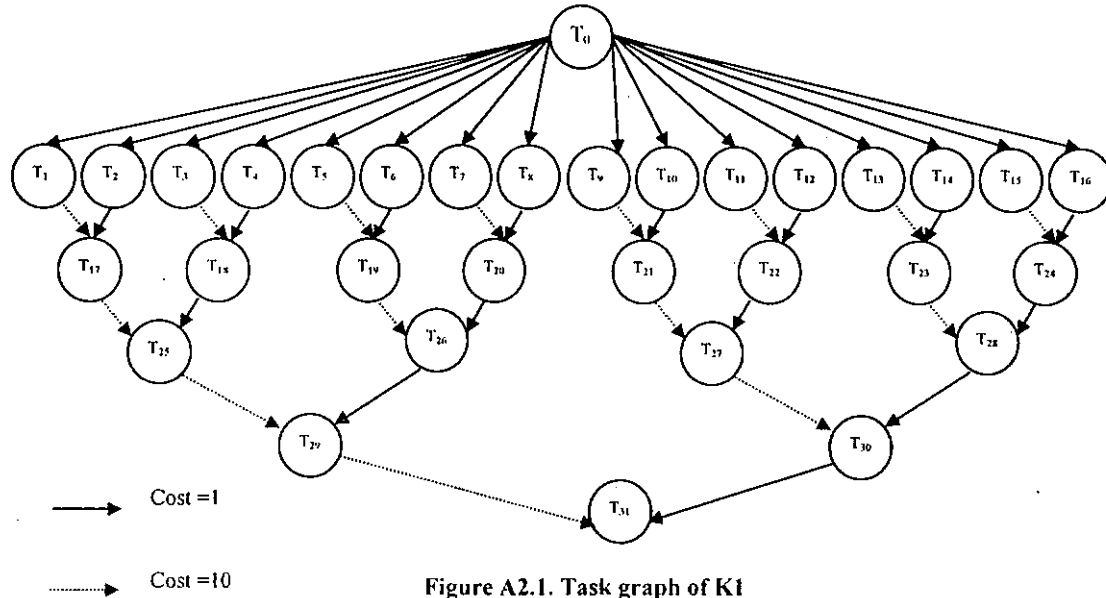 T0
T1 T2 T3 T4 T5 T6 T7 T8 T9 T10 T11 T12 T13 T14 T15 T16
T17 T18 T19 T20 T21 T22 T23 T24
T25 T26 T27 T28
T29 T30
T31
Cost =1
Cost =10
Figure A2.1. Task graph of K1